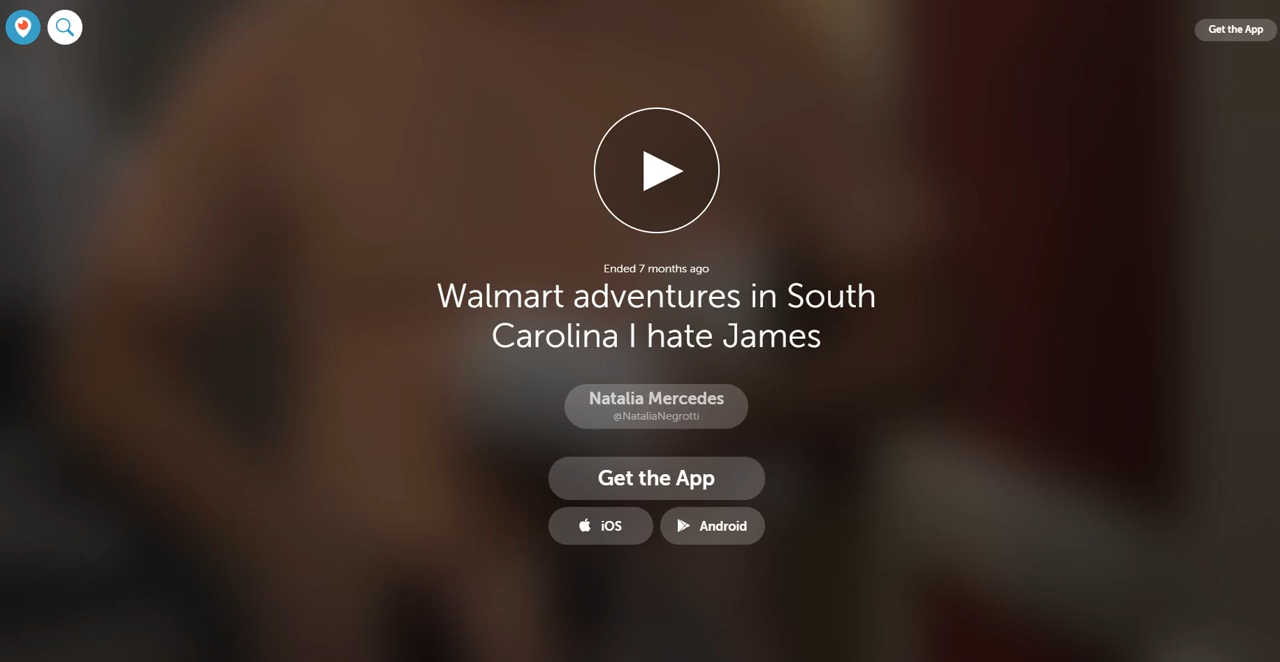 Get the App
Ended 7 months ago
Walmart adventures in South
Carolina I hate James
Natalia Mercedes
@NataliaNegrotti
Get the App
iOS
Android